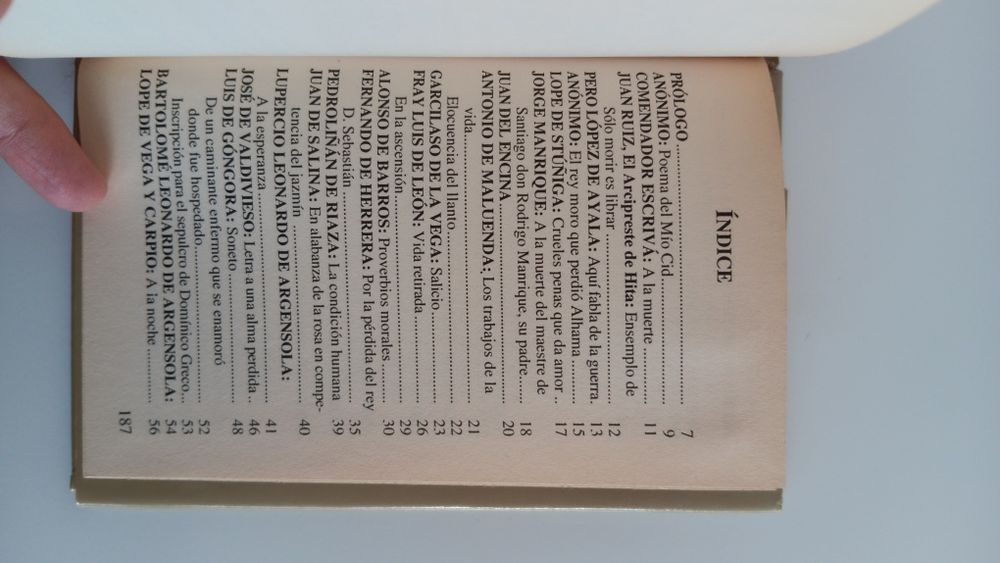 ÍNDICE
PRÓLOGO.......... 7
ANÓNIMO: Poema del Mío Cid.......... 9
COMENDADOR ESCRIVÁ: A la muerte .......... 11
JUAN RUIZ, El Arcipreste de Hita: Ensemplo de
Sólo morir es librar .......... 12
PERO LÓPEZ DE AYALA: Aquí fabla de la guerra. 13
ANÓNIMO: El rey moro que perdió Alhama .......... 15
LOPE DE STÚÑIGA: Crueles penas que da amor .. 17
JORGE MANRIQUE: A la muerte del maestre de
Santiago don Rodrigo Manrique, su padre.......... 18
JUAN DEL ENCINA.......... 20
ANTONIO DE MALUENDA: Los trabajos de la
vida.......... 21
Elocuencia del llanto.......... 22
GARCILASO DE LA VEGA: Salicio.......... 23
FRAY LUIS DE LEÓN: Vida retirada .......... 26
En la ascensión .......... 29
ALONSO DE BARROS: Proverbios morales .......... 30
FERNANDO DE HERRERA: Por la pérdida del rey
D. Sebastián.......... 35
PEDRO LIÑÁN DE RIAZA: La condición humana 39
JUAN DE SALINA: En alabanza de la rosa en compe-
tencia del jazmín .......... 40
LUPERCIO LEONARDO DE ARGENSOLA:
A la esperanza .......... 41
JOSÉ DE VALDIVIESO: Letra a una alma perdida .. 46
LUIS DE GÓNGORA: Soneto .......... 48
De un caminante enfermo que se enamoró
donde fue hospedado.......... 52
Inscripción para el sepulcro de Domínico Greco... 53
BARTOLOMÉ LEONARDO DE ARGENSOLA: 54
LOPE DE VEGA Y CARPIO: A la noche .......... 56
187